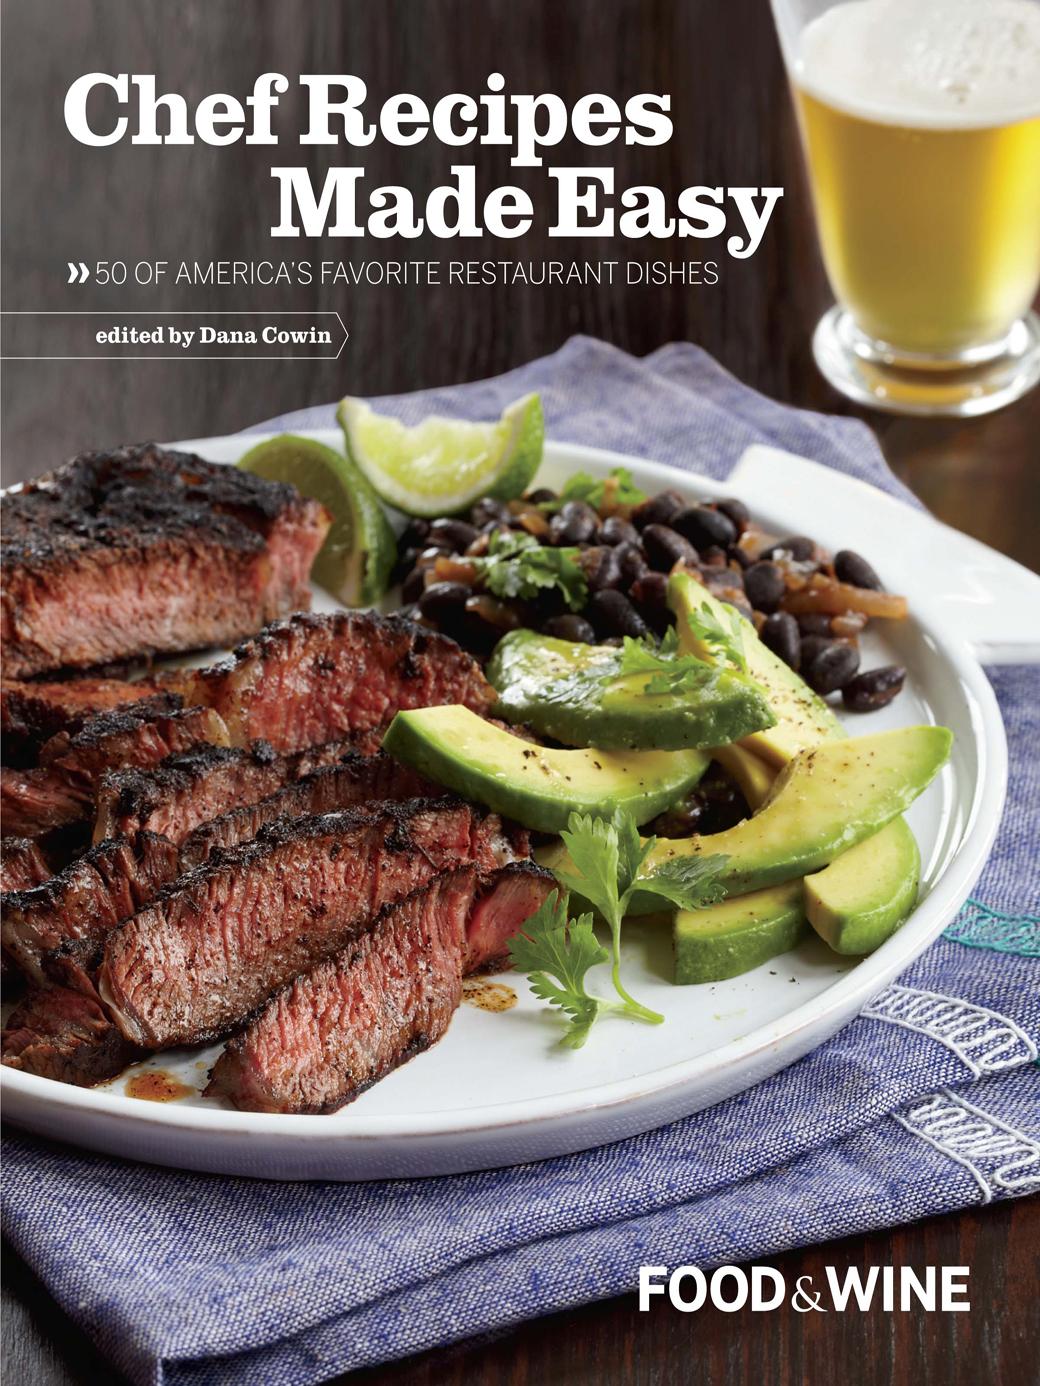 Chef Recipes
Made Easy
»50 OF AMERICA'S FAVORITE RESTAURANT DISHES
edited by Dana Cowin
FOOD&WINE